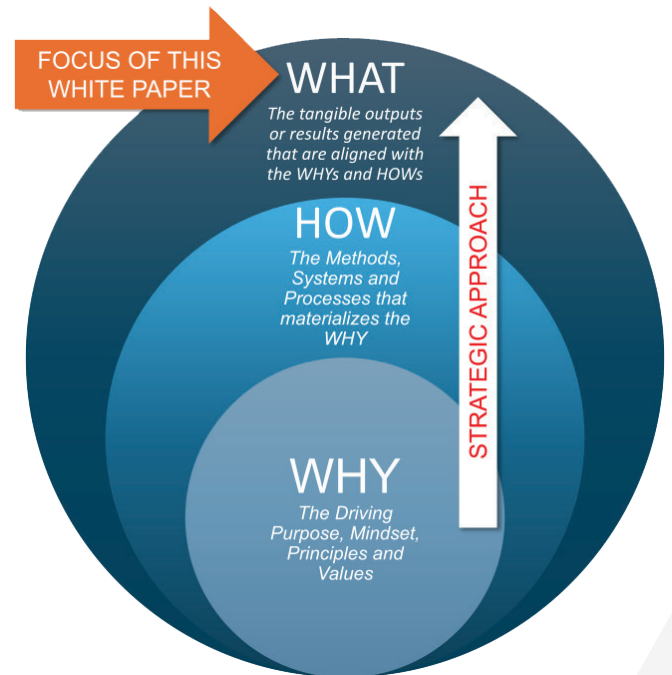 FOCUS OF THIS
WHITE PAPER
WHAT
The tangible outputs
or results generated
that are aligned with
the WHYs and HOWs
HOW
The Methods,
Systems and
Processes that
materializes the
WHY
STRATEGIC APPROACH
WHY
The Driving
Purpose, Mindset,
Principles and
Values